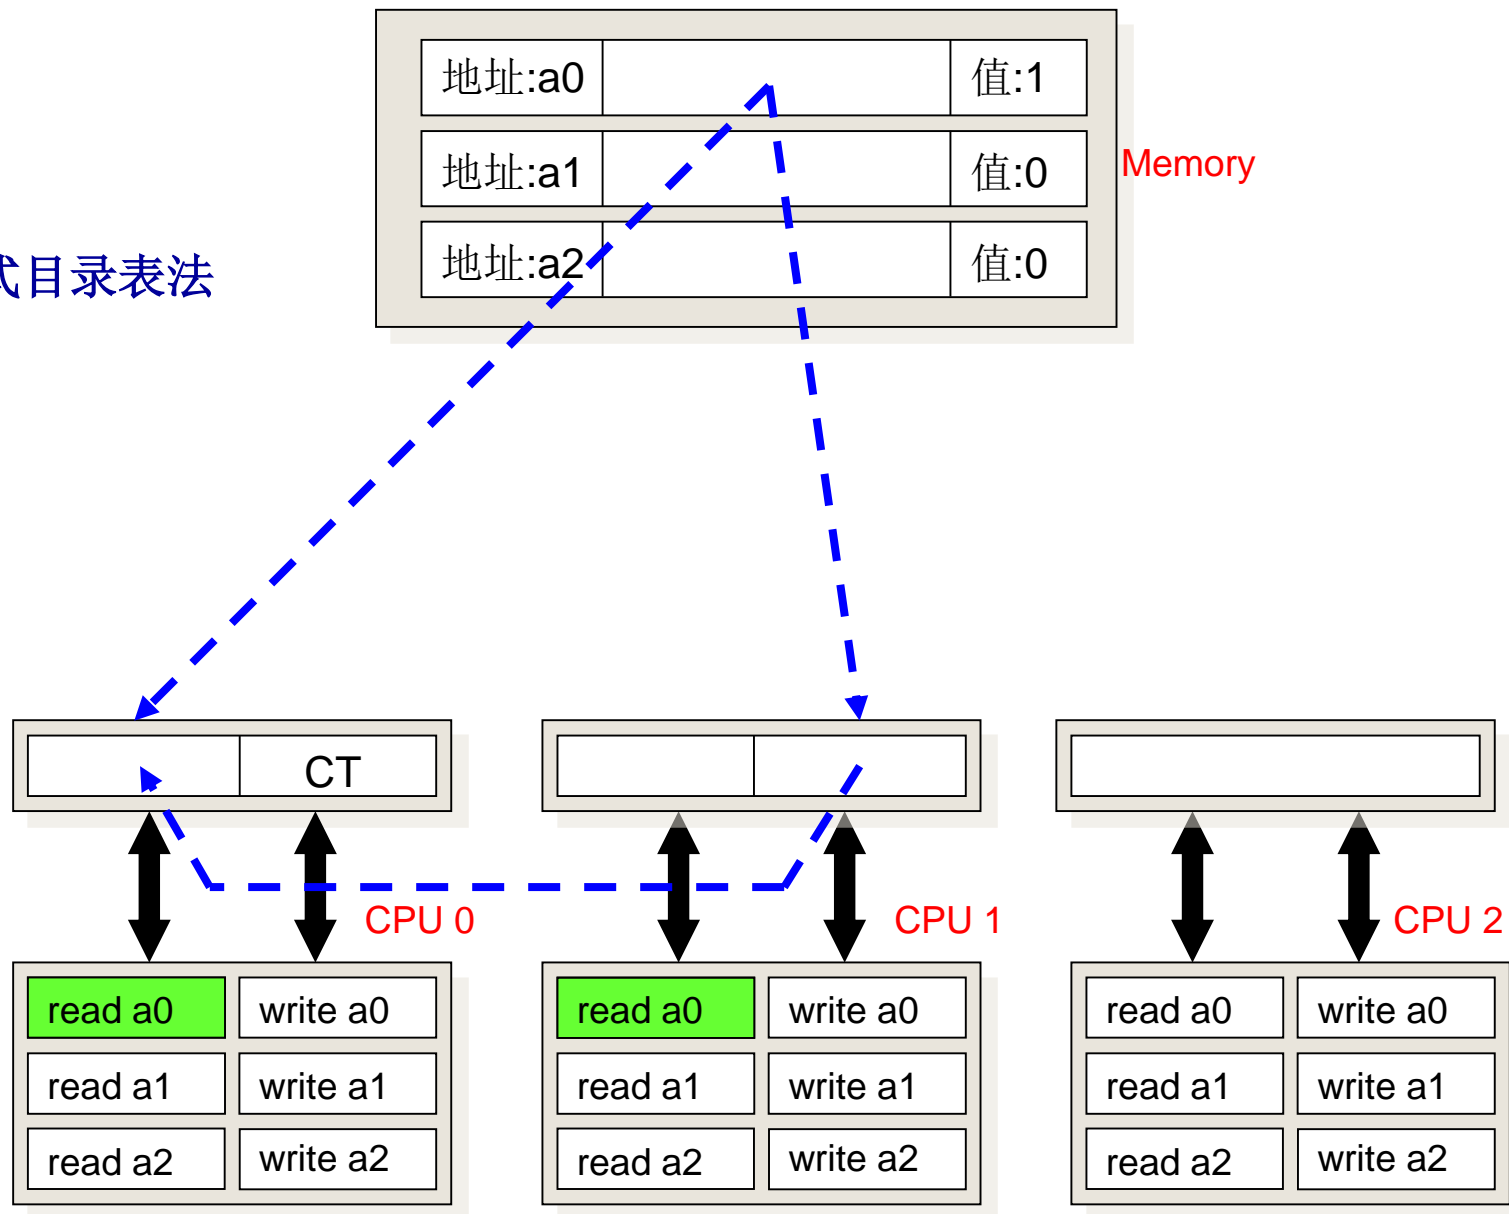 地址:a0 值:1
地址:a1 值:0
Memory
地址:a2 值:0
式目录表法
CT
CPU 0 CPU 1 CPU 2
read a0 write a0 read a0 write a0 read a0 write a0
read a1 write a1 read a1 write a1 read a1 write a1
read a2 write a2 read a2 write a2 read a2 write a2